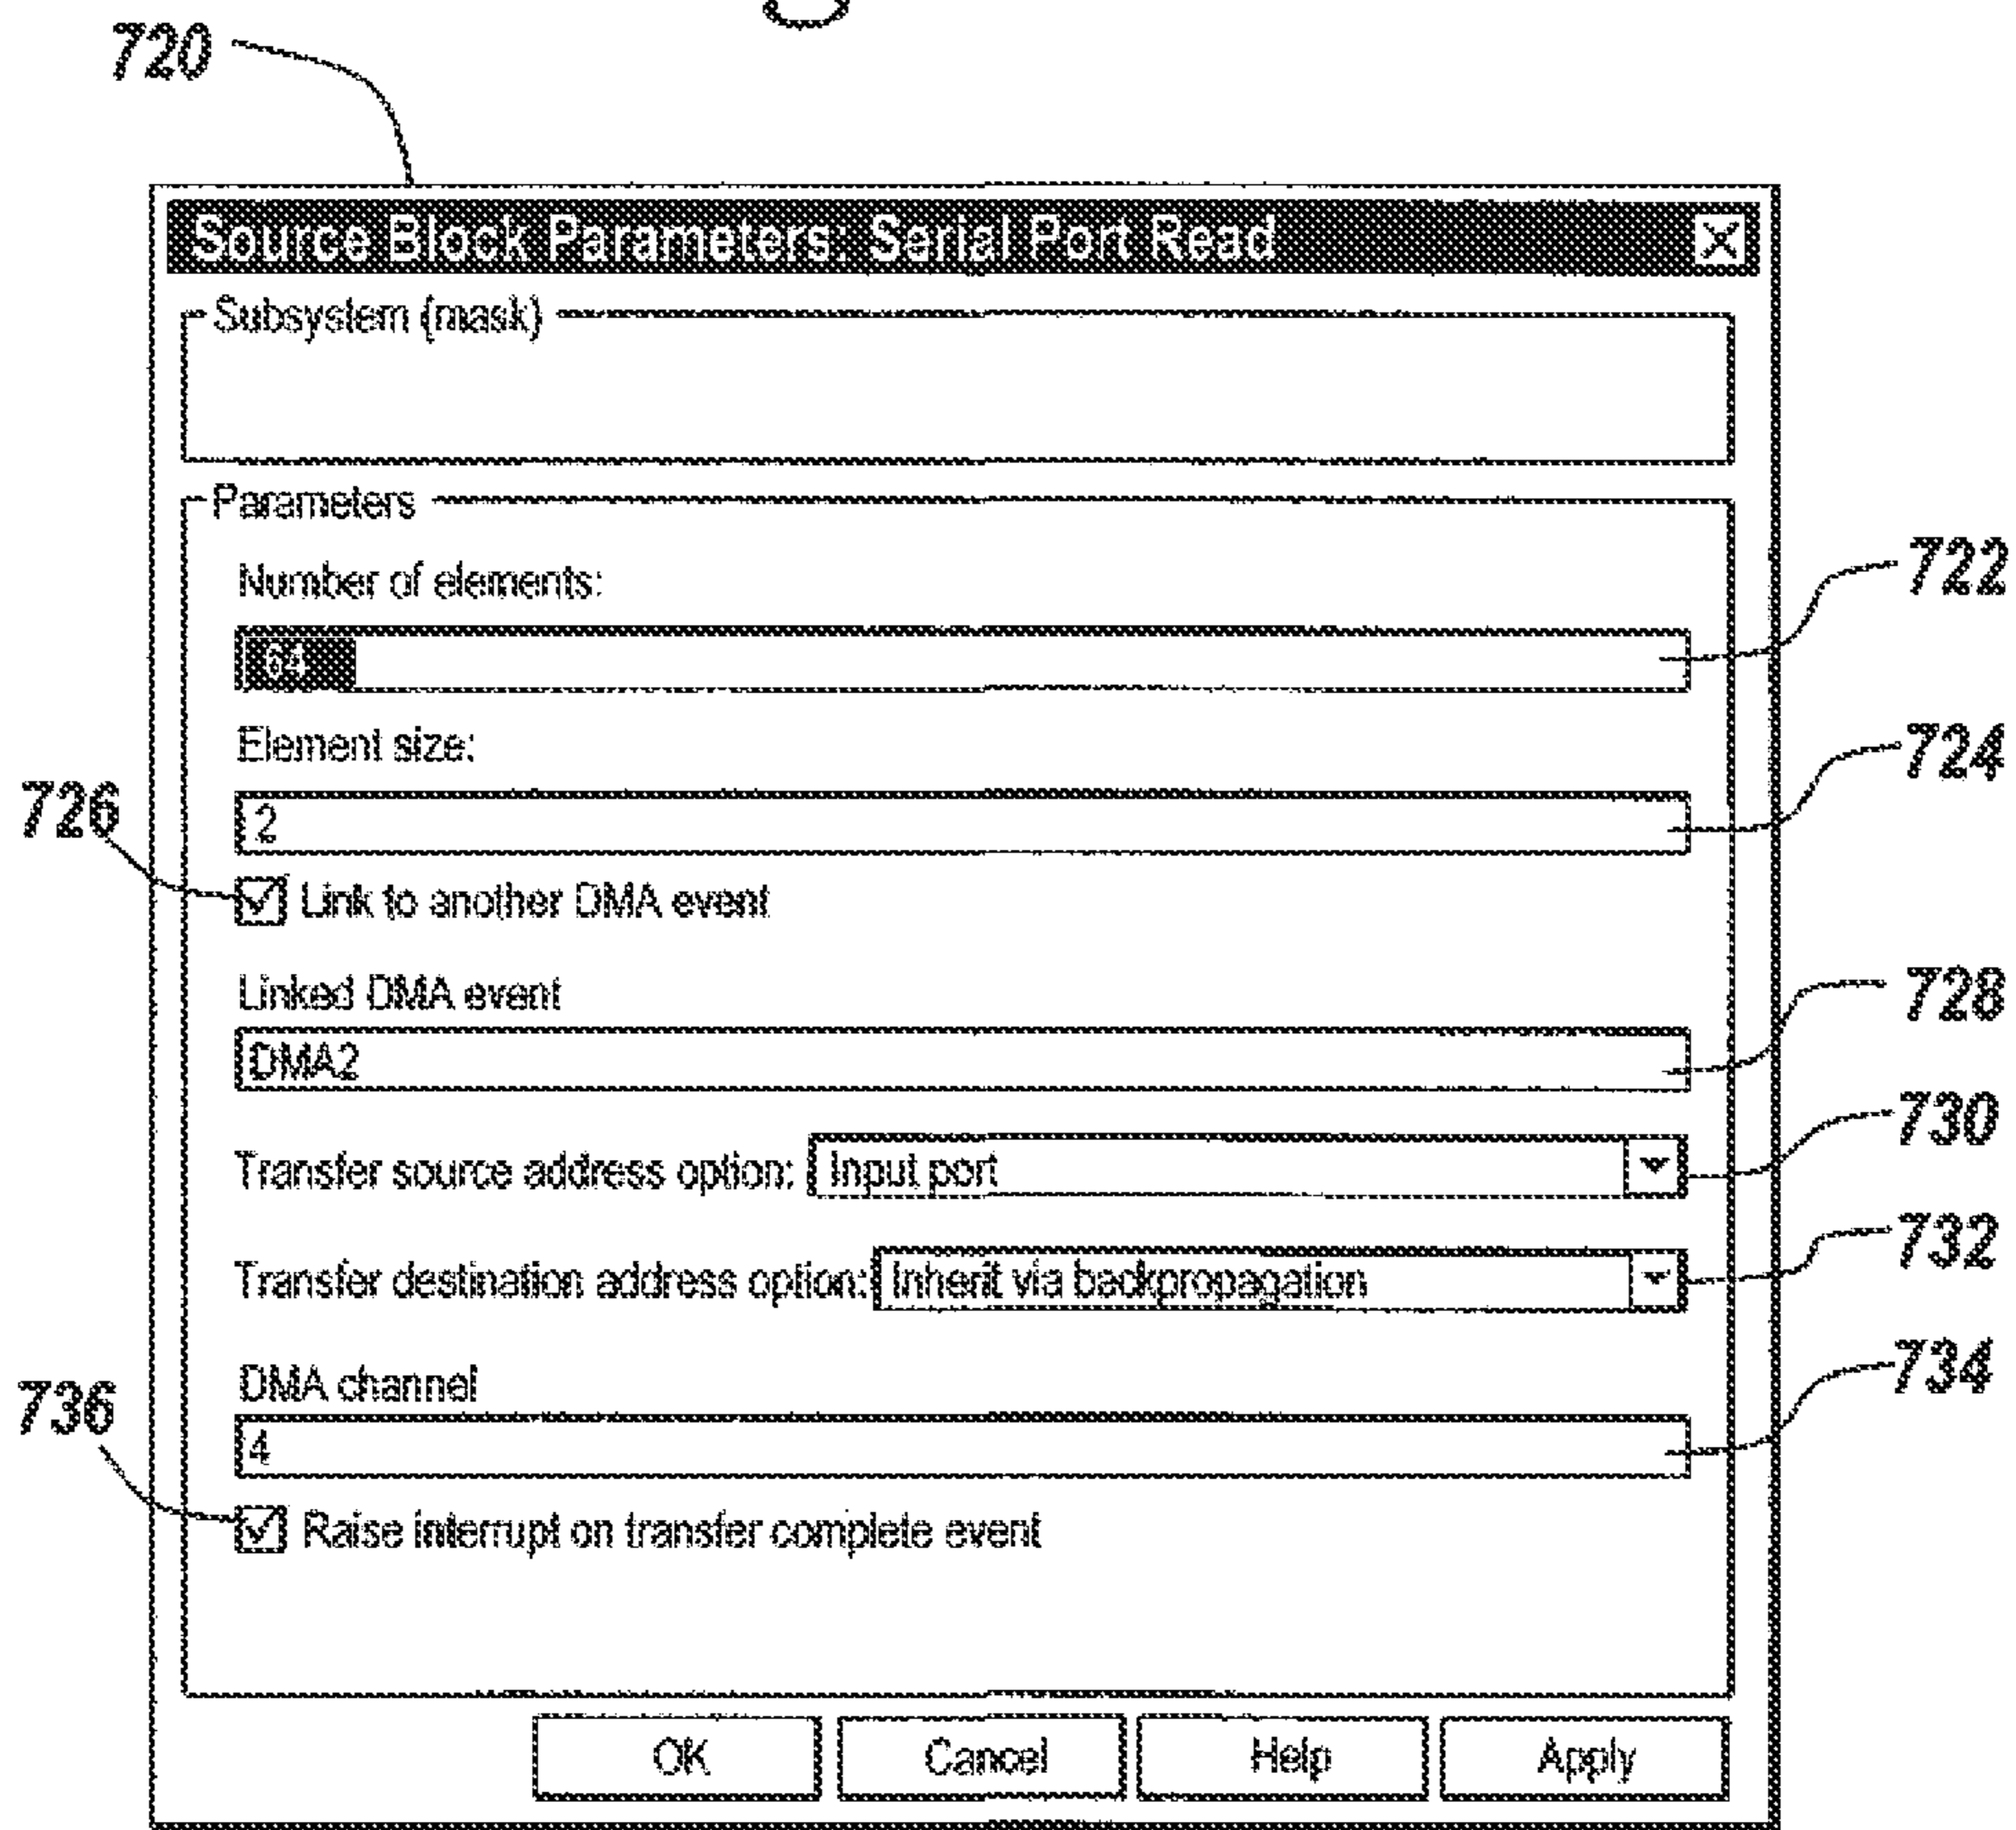 720
Source Block Parameters: Serial Port Read
Subsystem (mask)
Parameters
Number of elements:
722
64
Element size:
724
726
2
Link to another DMA event
Linked DMA event
728
DMA2
730
Transfer source address option: Input port
732
Transfer destination address option: Inherit via backpropagation
DMA channel
734
736
4
Raise interrupt on transfer complete event
OK Cancel Help Apply